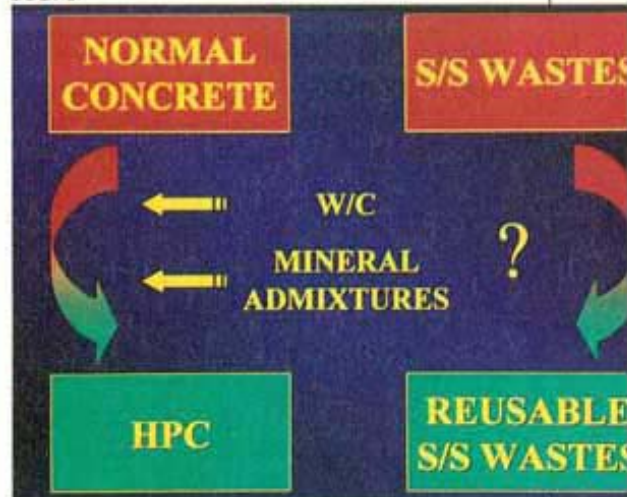 NORMAL
CONCRETE
S/S WASTES
W/C
MINERAL
ADMIXTURES
?
HPC
REUSABLE
S/S WASTES